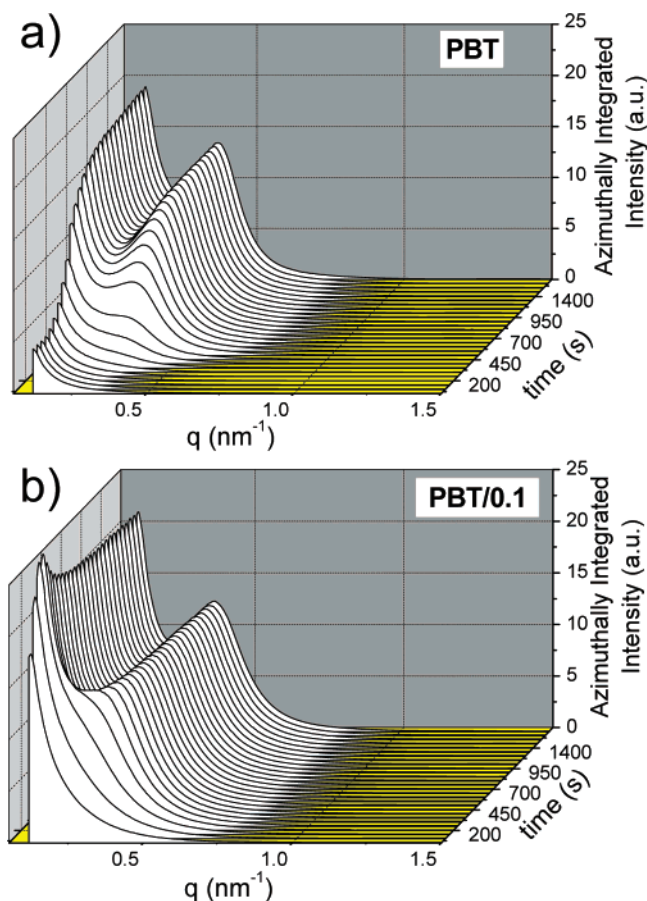 a)
PBT
25
20
15
10
5
0
Azimuthally Integrated
Intensity (a.u.)
1400
950
700
450
200
time (s)
0.5
1.0
1.5
q (nm⁻¹)
b)
PBT/0.1
25
20
15
10
5
0
Azimuthally Integrated
Intensity (a.u.)
1400
950
700
450
200
time (s)
0.5
1.0
1.5
q (nm⁻¹)